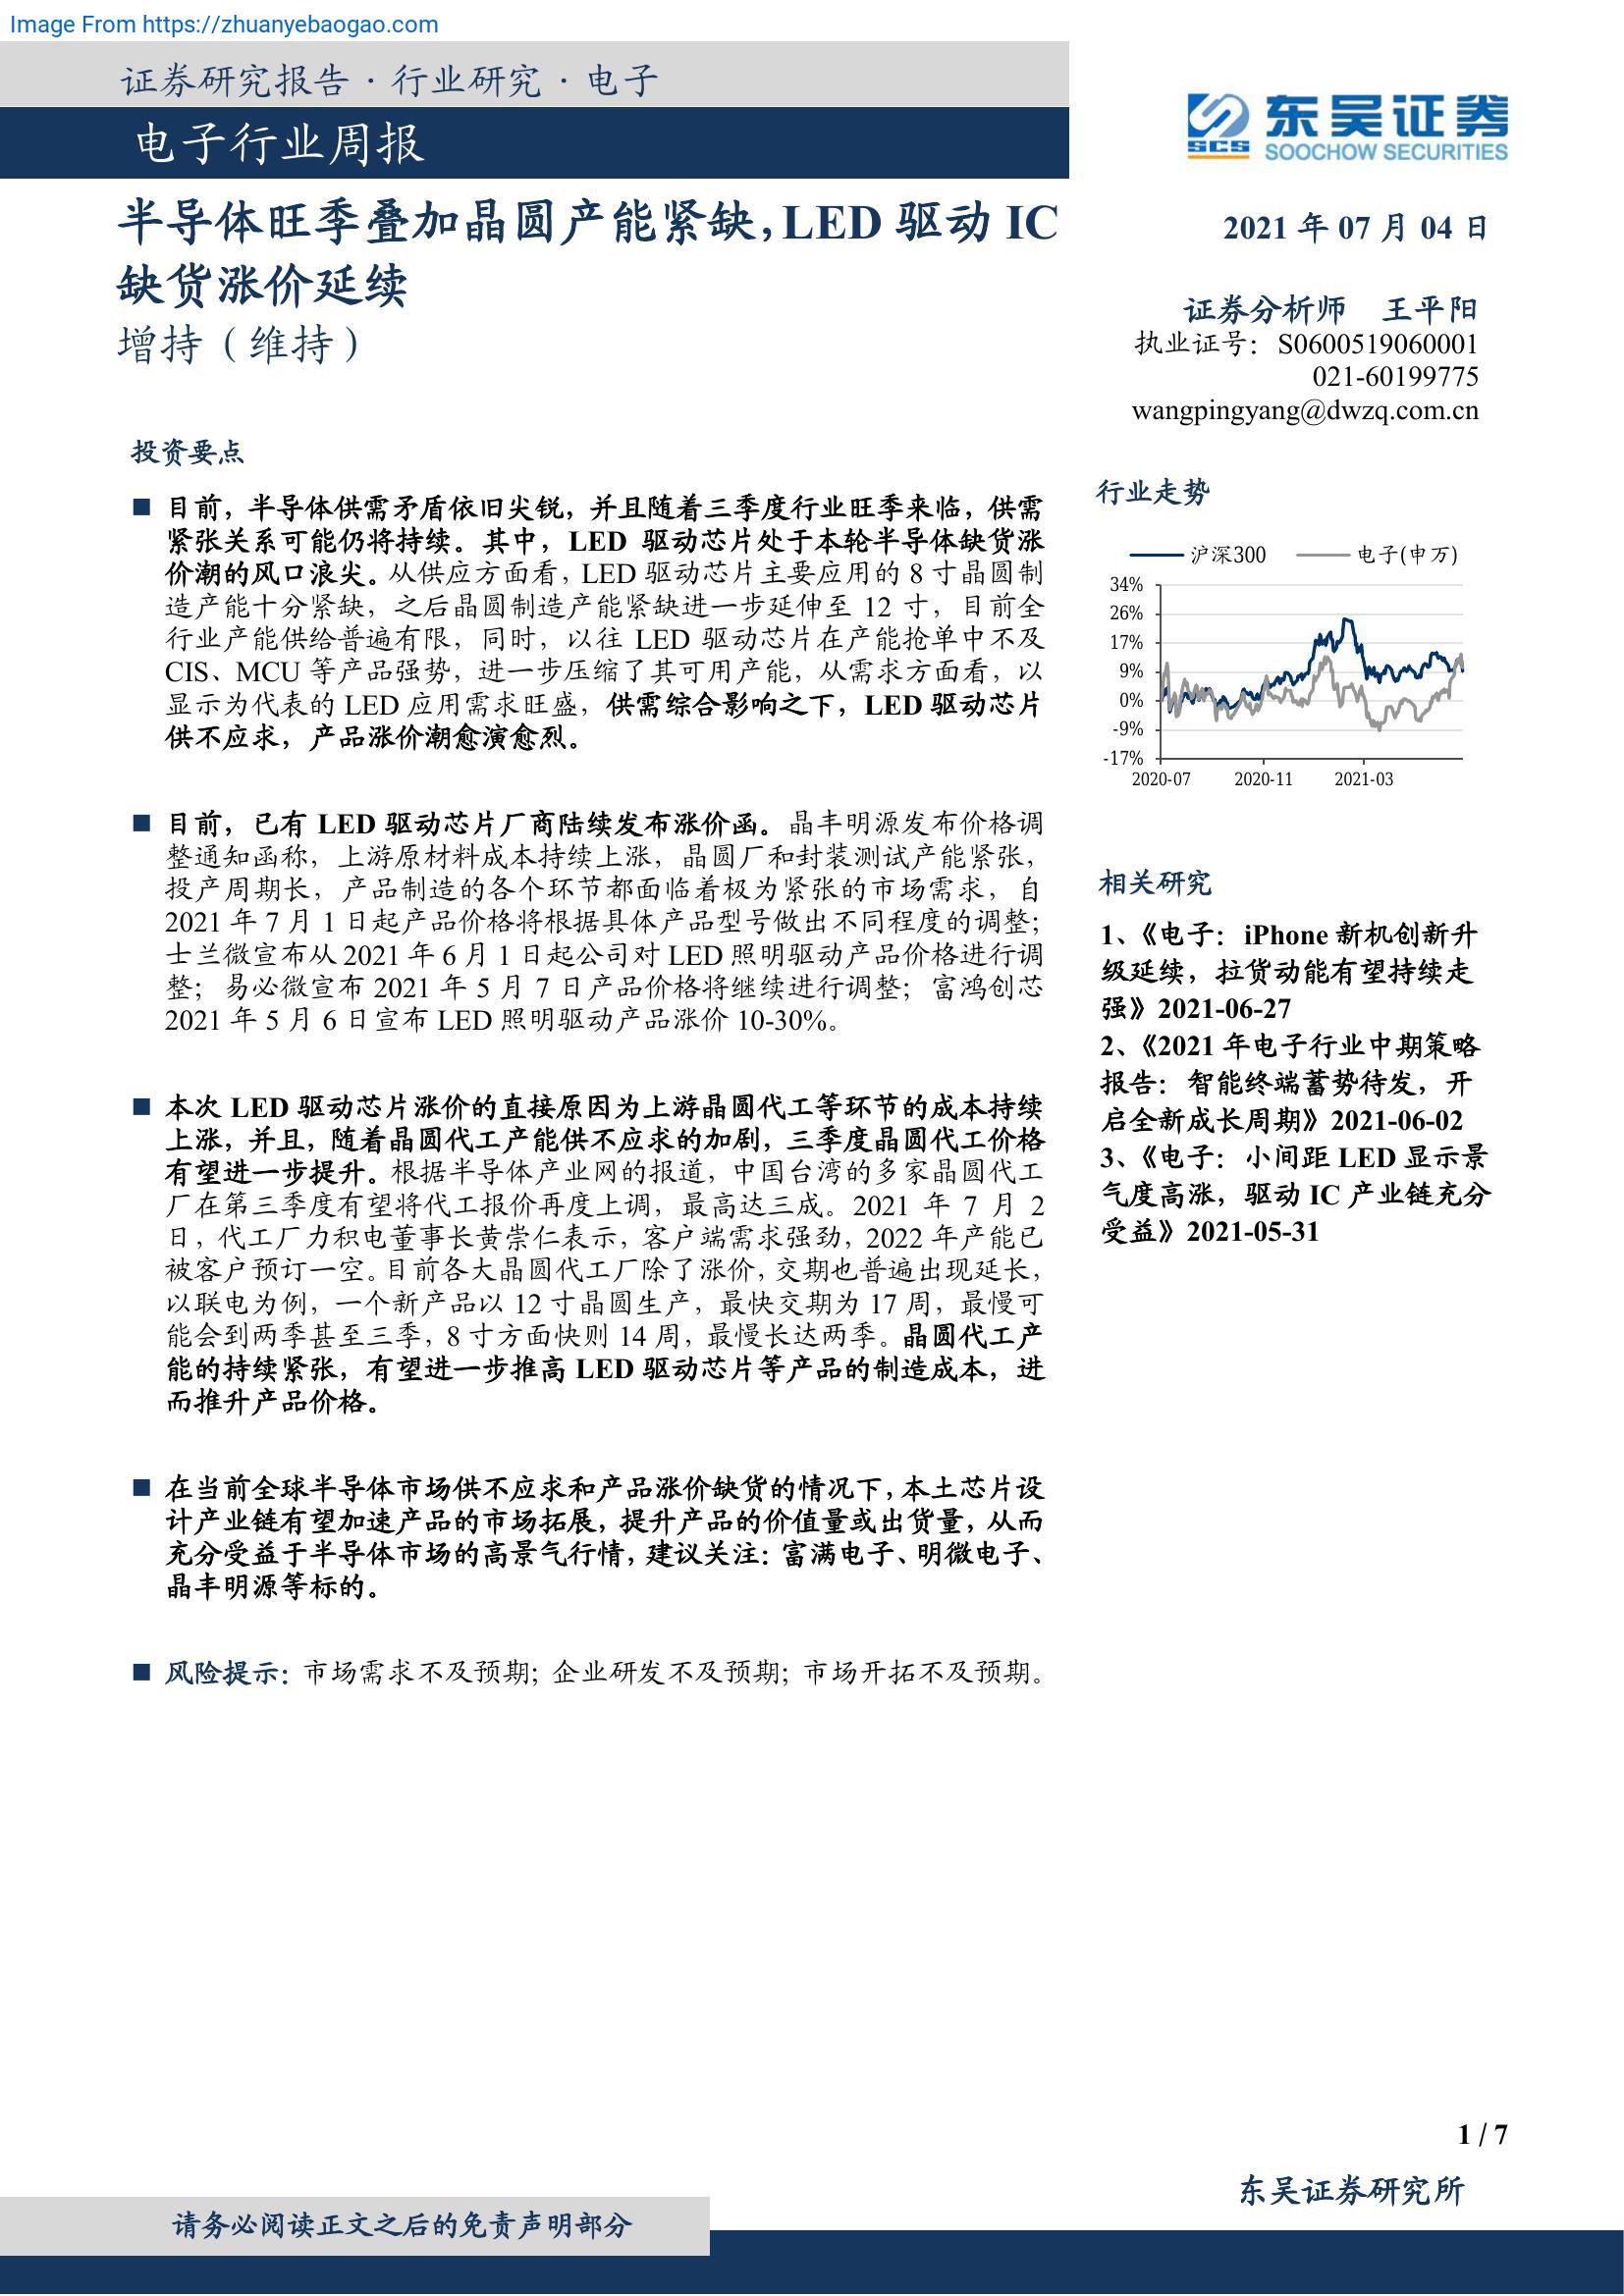 Image From https://zhuanyebaogao.com
证券研究报告·行业研究·电子
电子行业周报
东吴证券
SCS SOOCHOW SECURITIES
半导体旺季叠加晶圆产能紧缺,LED 驱动 IC
缺货涨价延续
增持(维持)
2021 年 07 月 04 日
证券分析师 王平阳
执业证号:S0600519060001
021-60199775
wangpingyang@dwzq.com.cn
投资要点
■ 目前,半导体供需矛盾依旧尖锐,并且随着三季度行业旺季来临,供需
紧张关系可能仍将持续。其中,LED 驱动芯片处于本轮半导体缺货涨
价潮的风口浪尖。从供应方面看,LED 驱动芯片主要应用的 8 寸晶圆制
造产能十分紧缺,之后晶圆制造产能紧缺进一步延伸至 12 寸,目前全
行业产能供给普遍有限,同时,以往 LED 驱动芯片在产能抢单中不及
CIS、MCU 等产品强势,进一步压缩了其可用产能,从需求方面看,以
显示为代表的 LED 应用需求旺盛,供需综合影响之下,LED 驱动芯片
供不应求,产品涨价潮愈演愈烈。
■ 目前,已有 LED 驱动芯片厂商陆续发布涨价函。晶丰明源发布价格调
整通知函称,上游原材料成本持续上涨,晶圆厂和封装测试产能紧张,
投产周期长,产品制造的各个环节都面临着极为紧张的市场需求,自
2021 年 7 月 1 日起产品价格将根据具体产品型号做出不同程度的调整;
士兰微宣布从 2021 年 6 月 1 日起公司对 LED 照明驱动产品价格进行调
整;易必微宣布 2021 年 5 月 7 日产品价格将继续进行调整;富鸿创芯
2021 年 5 月 6 日宣布 LED 照明驱动产品涨价 10-30%。
■ 本次 LED 驱动芯片涨价的直接原因为上游晶圆代工等环节的成本持续
上涨,并且,随着晶圆代工产能供不应求的加剧,三季度晶圆代工价格
有望进一步提升。根据半导体产业网的报道,中国台湾的多家晶圆代工
厂在第三季度有望将代工报价再度上调,最高达三成。2021 年 7 月 2
日,代工厂力积电董事长黄崇仁表示,客户端需求强劲,2022 年产能已
被客户预订一空。目前各大晶圆代工厂除了涨价,交期也普遍出现延长,
以联电为例,一个新产品以 12 寸晶圆生产,最快交期为 17 周,最慢可
能会到两季甚至三季,8 寸方面快则 14 周,最慢长达两季。晶圆代工产
能的持续紧张,有望进一步推高 LED 驱动芯片等产品的制造成本,进
而推升产品价格。
■ 在当前全球半导体市场供不应求和产品涨价缺货的情况下,本土芯片设
计产业链有望加速产品的市场拓展,提升产品的价值量或出货量,从而
充分受益于半导体市场的高景气行情,建议关注:富满电子、明微电子、
晶丰明源等标的。
■ 风险提示:市场需求不及预期;企业研发不及预期;市场开拓不及预期。
行业走势
沪深300 电子(申万)
34%
26%
17%
9%
0%
-9%
-17%
2020-07 2020-11 2021-03
相关研究
1、《电子:iPhone 新机创新升
级延续,拉货动能有望持续走
强》2021-06-27
2、《2021 年电子行业中期策略
报告:智能终端蓄势待发,开
启全新成长周期》2021-06-02
3、《电子:小间距 LED 显示景
气度高涨,驱动 IC 产业链充分
受益》2021-05-31
1 / 7
东吴证券研究所
请务必阅读正文之后的免责声明部分